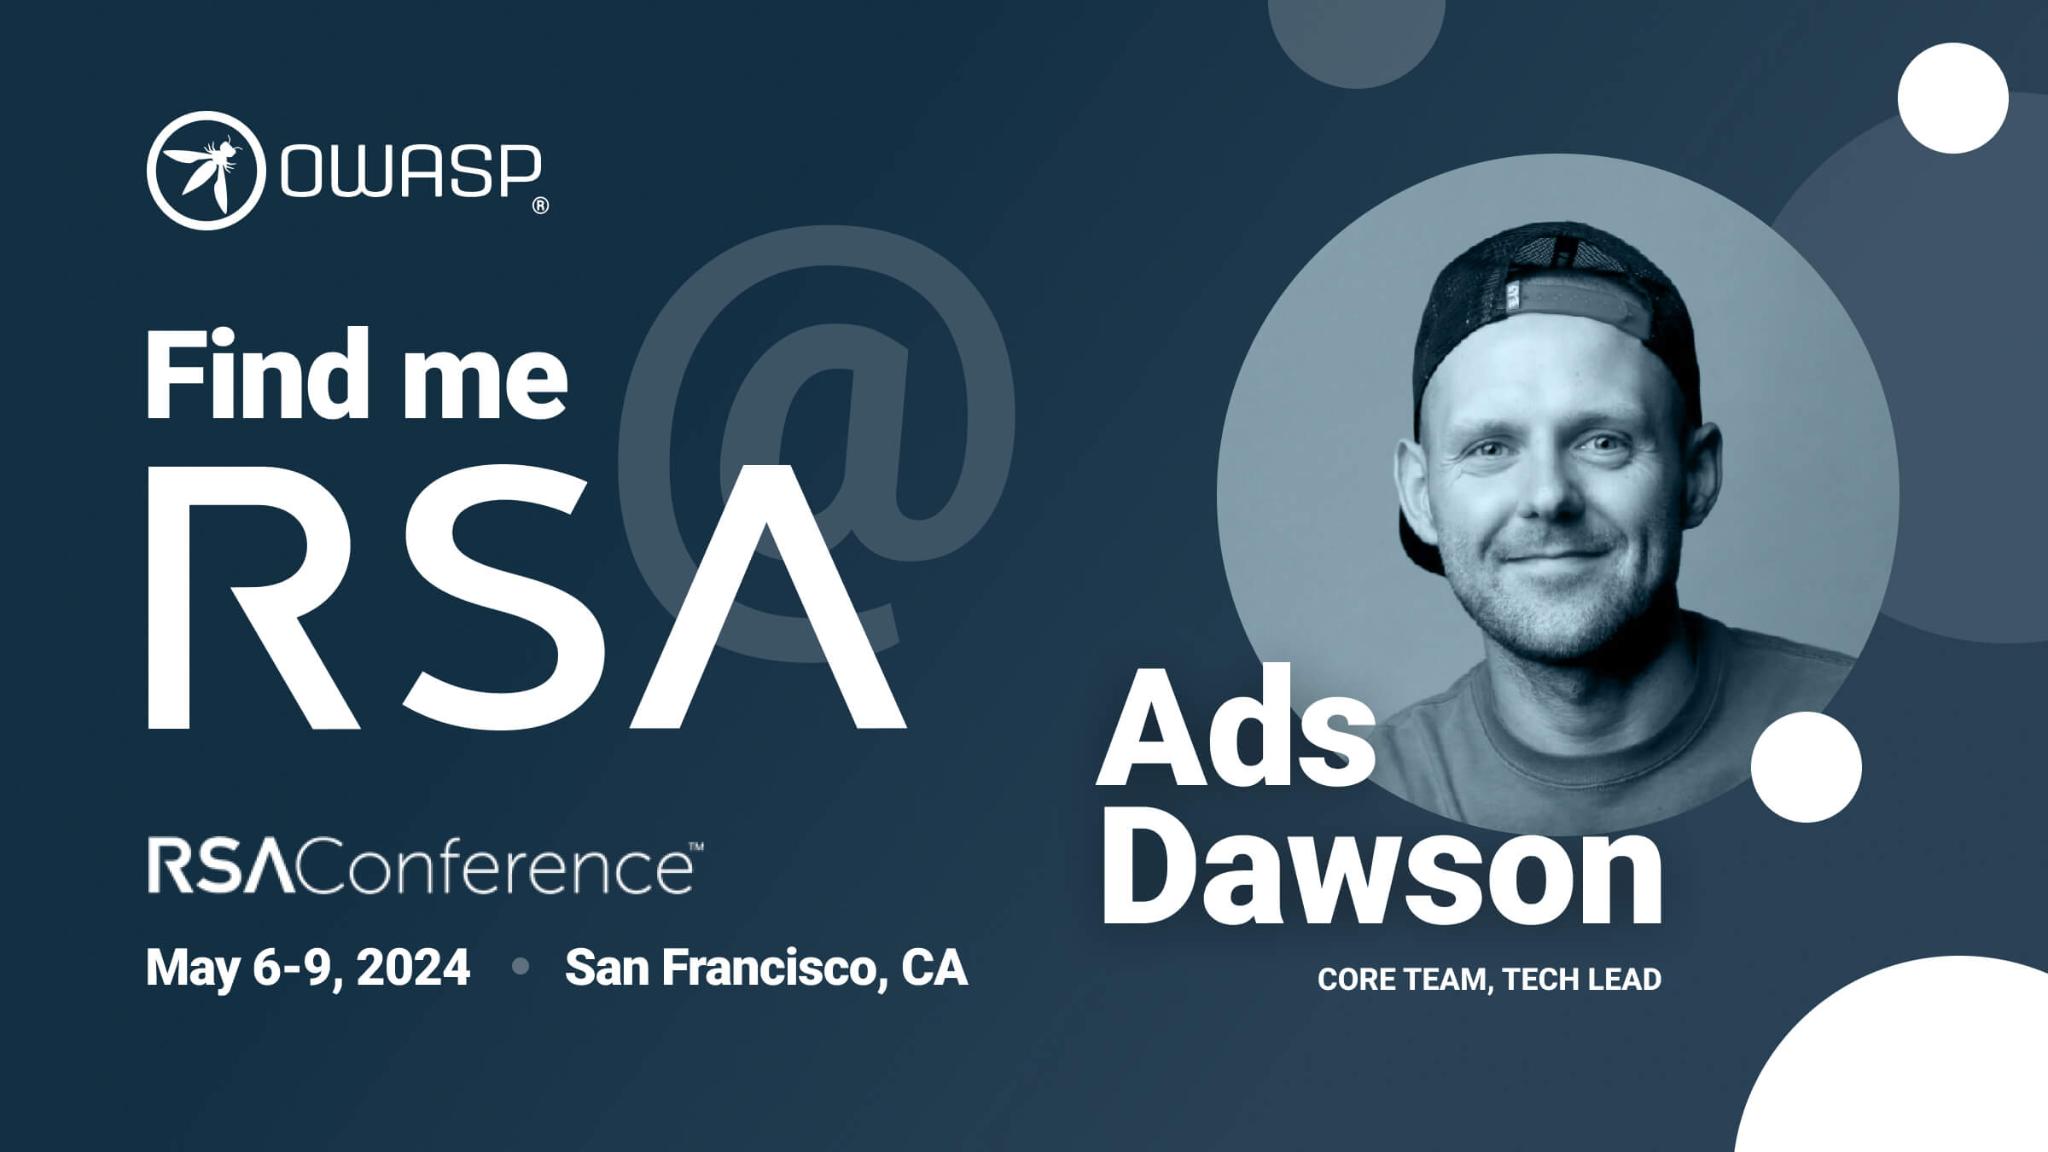 OWASP®
Find me
@
RSA
RSAConference™
May 6-9, 2024 • San Francisco, CA
Ads
Dawson
CORE TEAM, TECH LEAD